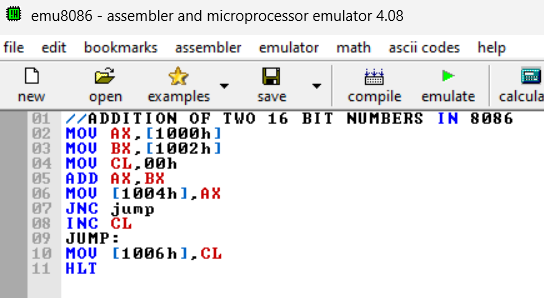 emu8086 - assembler and microprocessor emulator 4.08
file edit bookmarks assembler emulator math ascii codes help
new open examples save compile emulate calcula
01 //ADDITION OF TWO 16 BIT NUMBERS IN 8086
02 MOV AX,[1000h]
03 MOV BX,[1002h]
04 MOV CL,00h
05 ADD AX,BX
06 MOV [1004h],AX
07 JNC jump
08 INC CL
09 JUMP:
10 MOV [1006h],CL
11 HLT